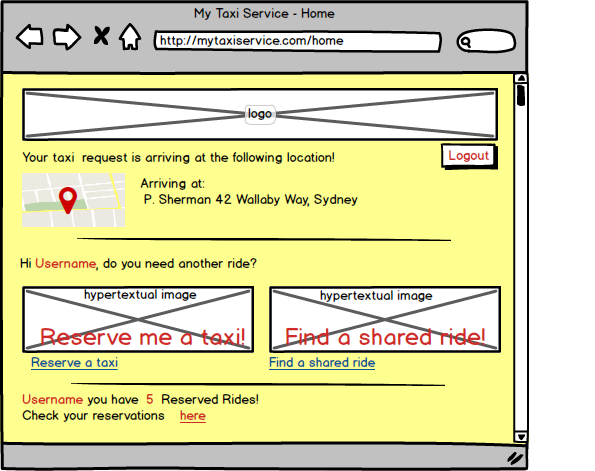 My Taxi Service - Home
http://mytaxiservice.com/home
logo
Your taxi request is arriving at the following location!
Logout
Arriving at:
P. Sherman 42 Wallaby Way, Sydney
Hi Username, do you need another ride?
hypertextual image
Reserve me a taxi!
Reserve a taxi
hypertextual image
Find a shared ride!
Find a shared ride
Username you have 5 Reserved Rides!
Check your reservations here